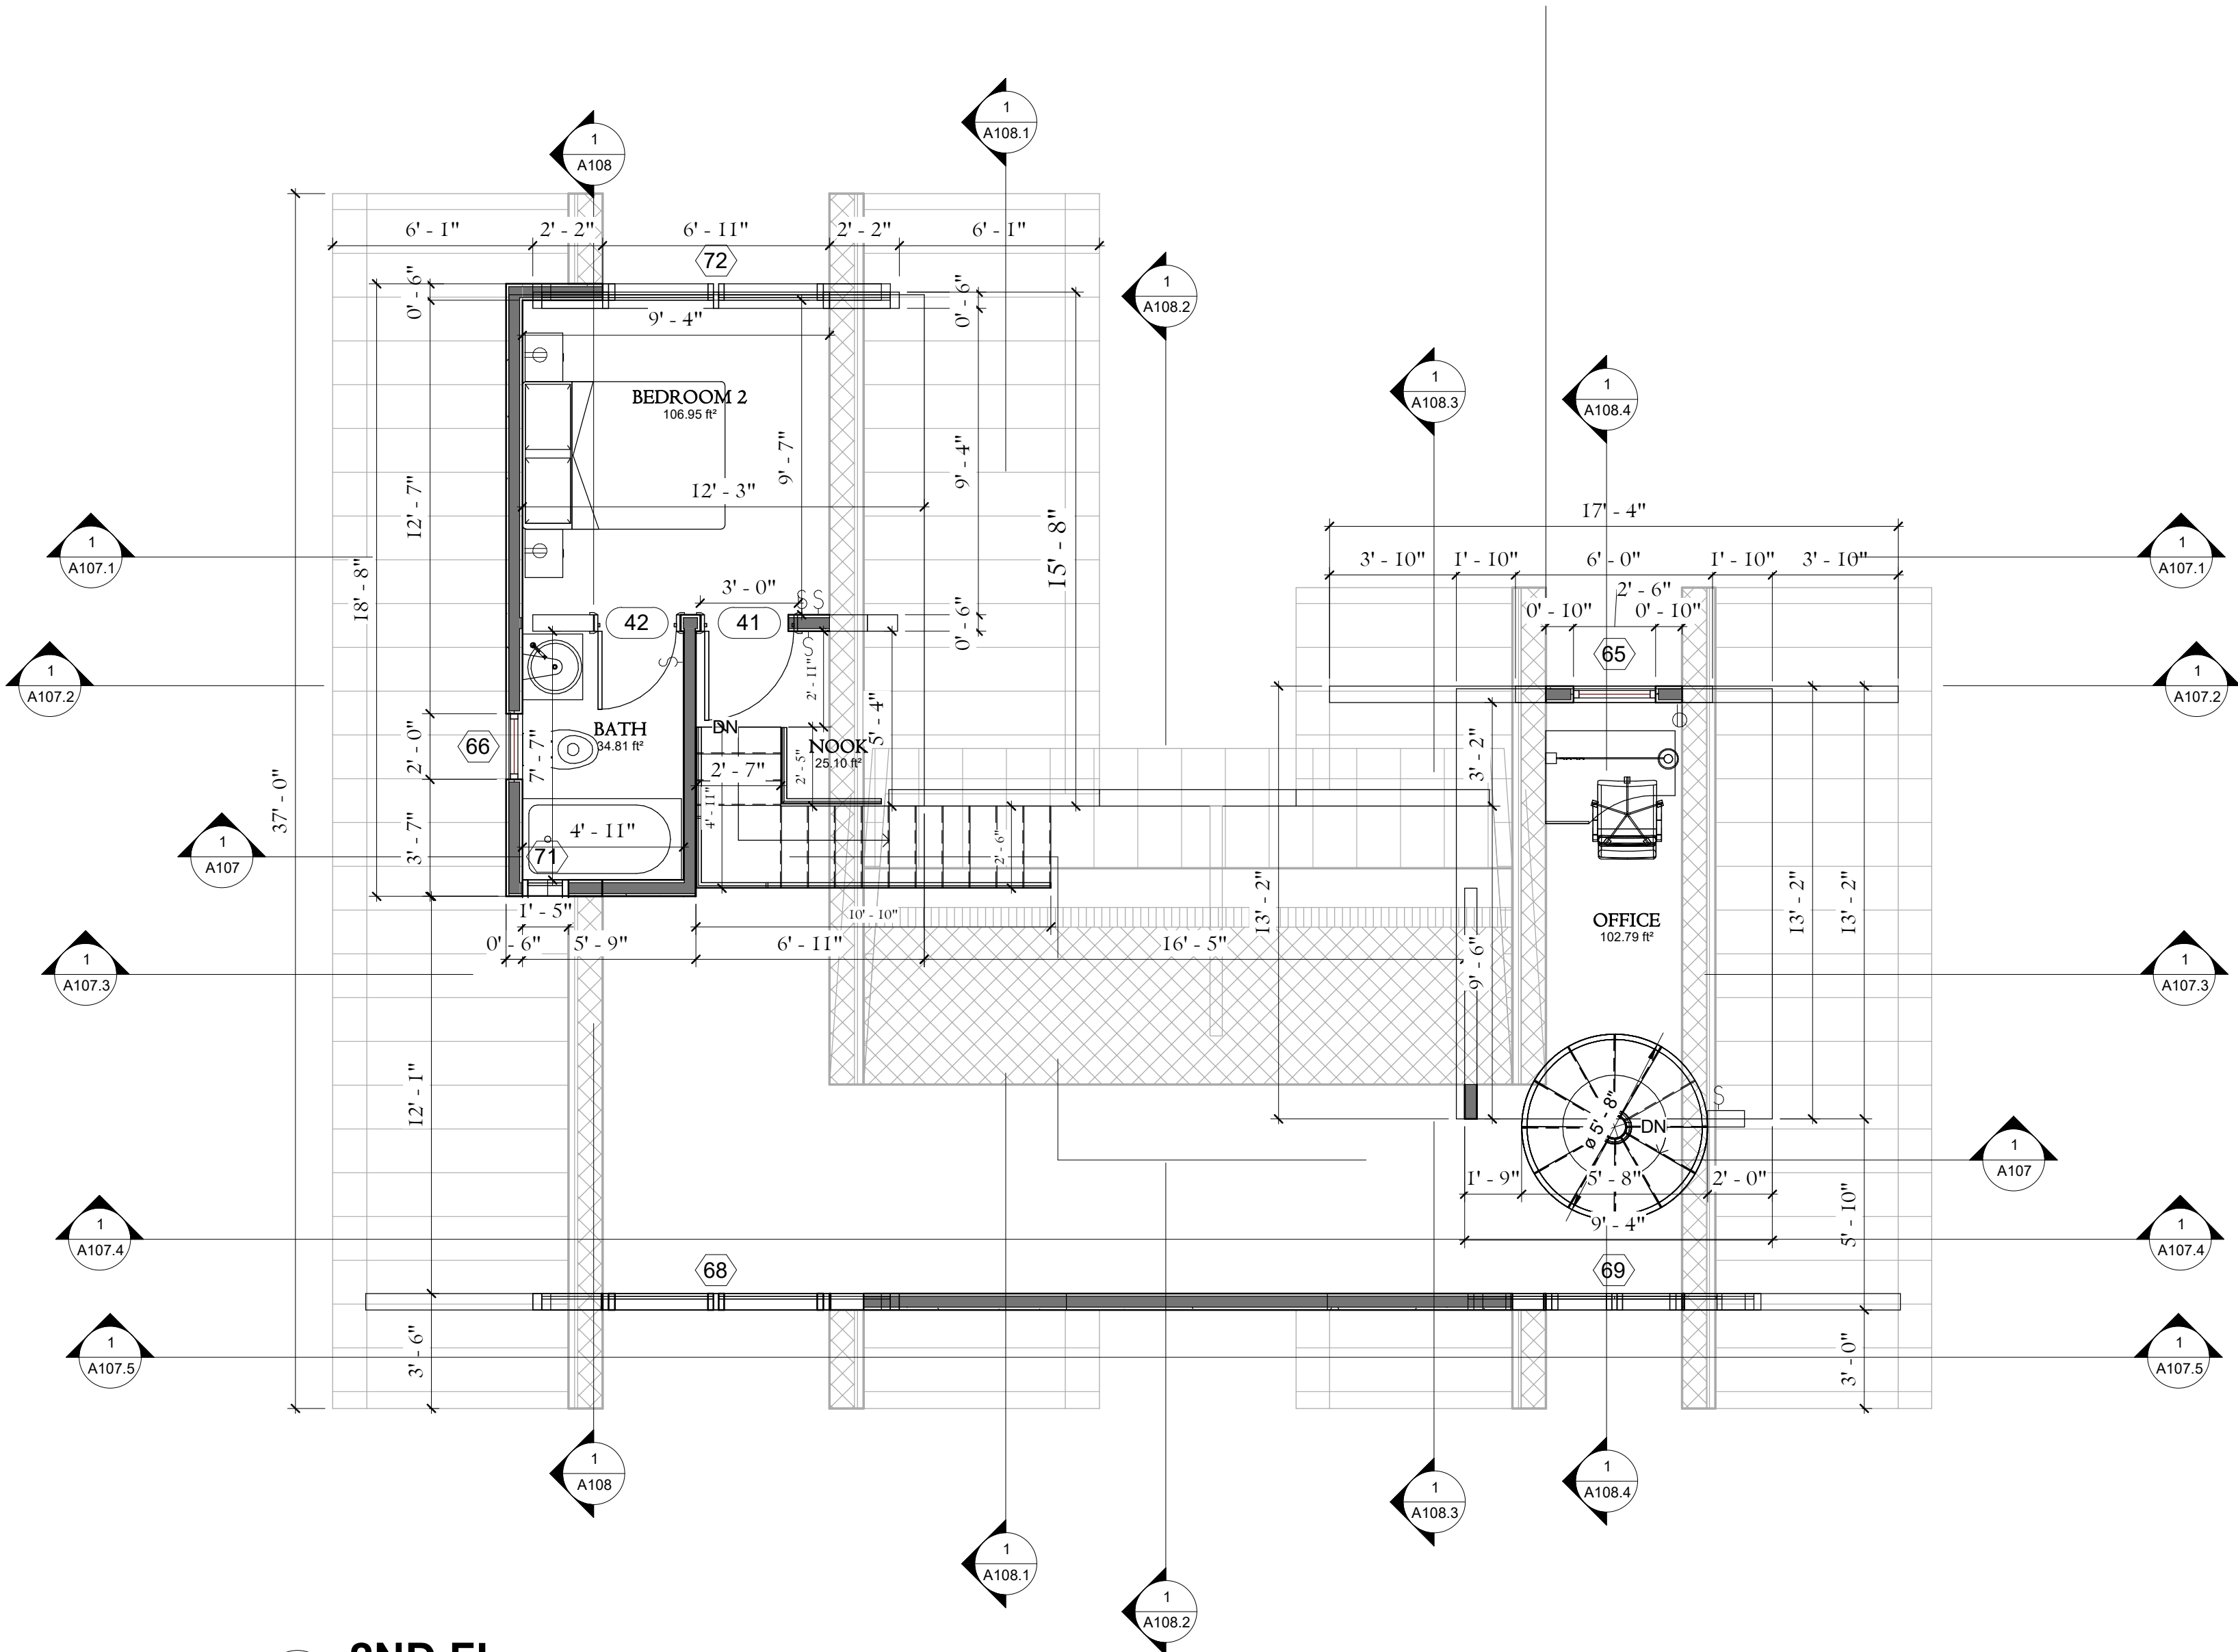 1
A108.1
1
A108
1
A108.2
1
A108.3
1
A108.4
6' - 1"
2' - 2"
6' - 11"
2' - 2"
6' - 1"
72
0' - 6"
0' - 6"
9' - 4"
BEDROOM 2
106.95 ft²
9' - 7"
9' - 4"
12' - 3"
12' - 7"
15' - 8"
18' - 8"
17' - 4"
1
A107.1
1
A107.1
3' - 10"
1' - 10"
6' - 0"
1' - 10"
3' - 10"
2' - 6"
0' - 10"
0' - 10"
3' - 0"
S S
42
41
0' - 6"
S
S
65
1
A107.2
1
A107.2
2' - 11"
5' - 4"
DN
BATH
34.81 ft²
66
2' - 0"
7' - 7"
NOOK
25.10 ft²
2' - 7"
2' - 5"
3' - 2"
37' - 0"
4' - 11"
4' - 11"
2' - 6"
3' - 7"
71
1
A107
1' - 5"
10' - 10"
13' - 2"
13' - 2"
13' - 2"
OFFICE
102.79 ft²
0' - 6"
5' - 9"
6' - 11"
16' - 5"
9' - 6"
1
A107.3
1
A107.3
12' - 1"
S
ø 5' - 8"
DN
1
A107
1' - 9"
5' - 8"
2' - 0"
9' - 4"
5' - 10"
1
A107.4
1
A107.4
68
69
3' - 6"
3' - 0"
1
A107.5
1
A107.5
1
A108
1
A108.3
1
A108.4
1
A108.1
1
A108.2
2ND FL